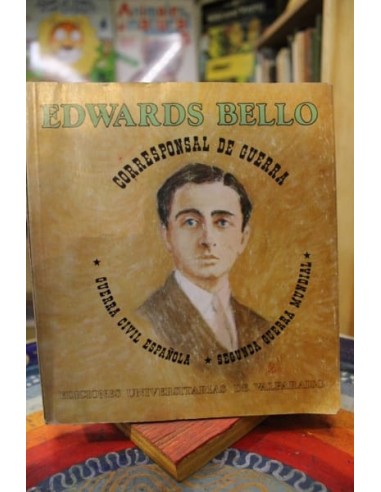 EDWARDS BELLO
CORRESPONSAL DE GUERRA
★ GUERRA CIVIL ESPAÑOLA ★ SEGUNDA GUERRA MUNDIAL ★
EDICIONES UNIVERSITARIAS DE VALPARAISO